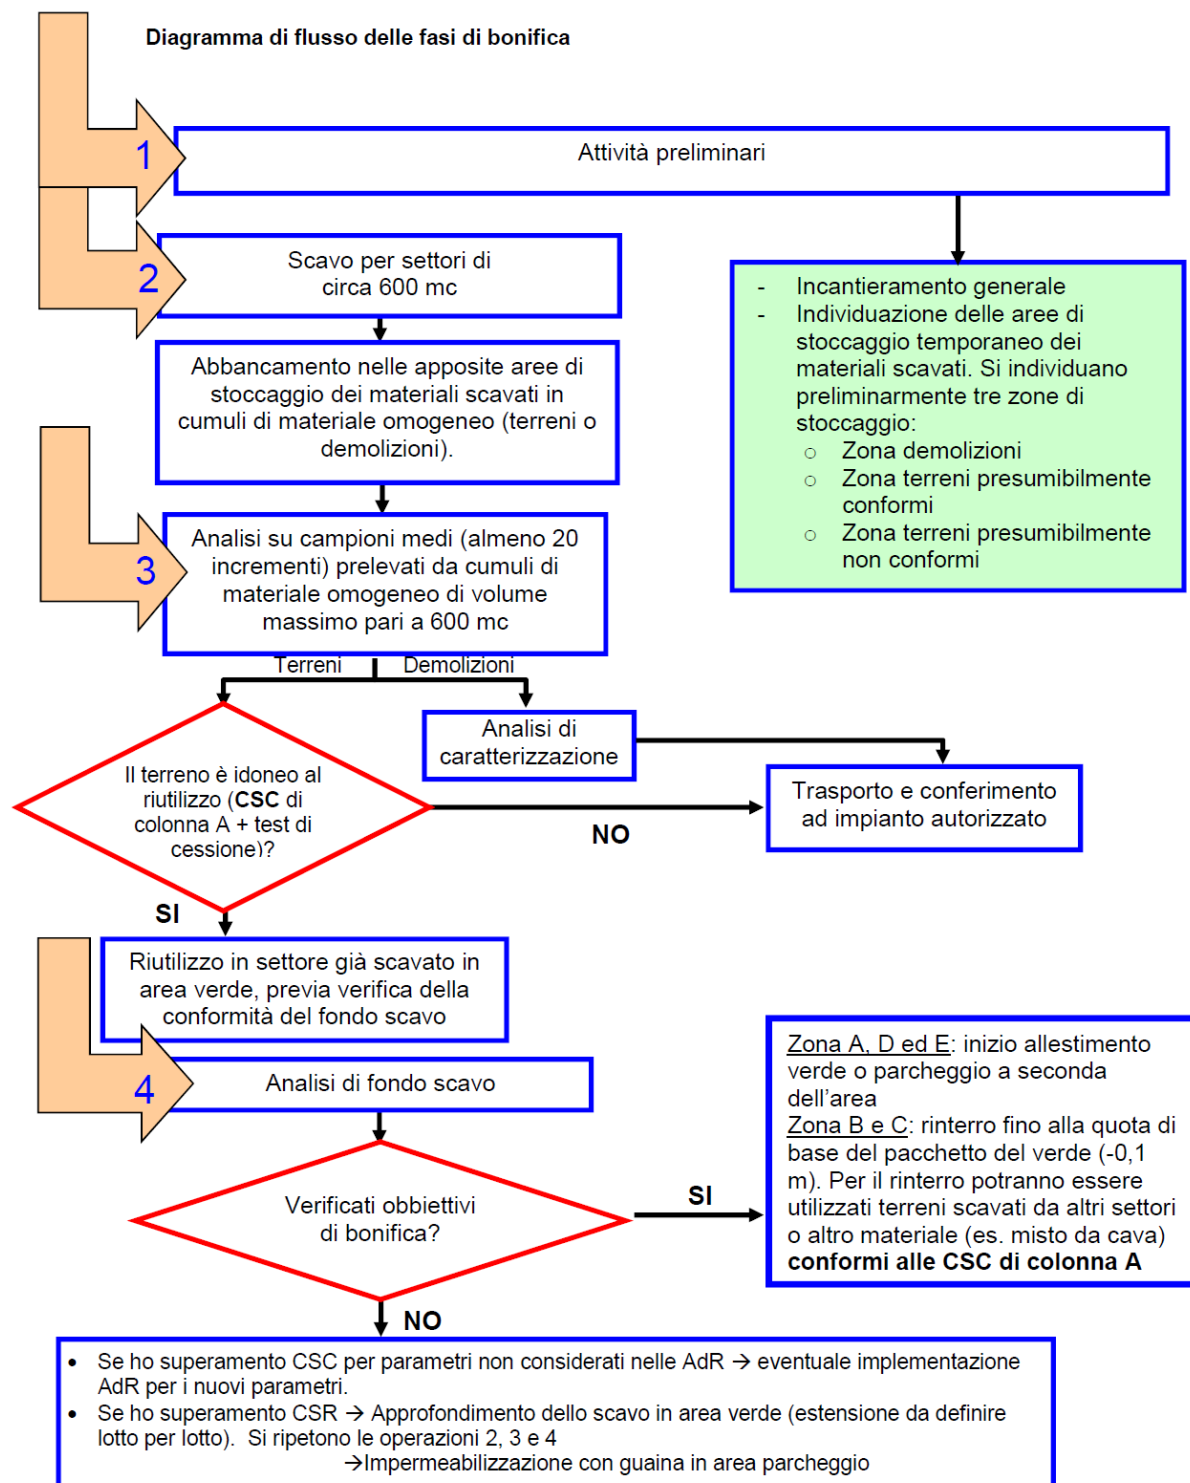 Diagramma di flusso delle fasi di bonifica
1
Attività preliminari
2
Scavo per settori di
circa 600 mc
- Incantieramento generale
- Individuazione delle aree di
stoccaggio temporaneo dei
materiali scavati. Si individuano
preliminarmente tre zone di
stoccaggio:
o Zona demolizioni
o Zona terreni presumibilmente
conformi
o Zona terreni presumibilmente
non conformi
Abbancamento nelle apposite aree di
stoccaggio dei materiali scavati in
cumuli di materiale omogeneo (terreni o
demolizioni).
3
Analisi su campioni medi (almeno 20
incrementi) prelevati da cumuli di
materiale omogeneo di volume
massimo pari a 600 mc
Terreni
Demolizioni
Analisi di
caratterizzazione
Il terreno è idoneo al
riutilizzo (CSC di
colonna A + test di
cessione)?
NO
Trasporto e conferimento
ad impianto autorizzato
SI
Riutilizzo in settore già scavato in
area verde, previa verifica della
conformità del fondo scavo
4
Analisi di fondo scavo
Verificati obbiettivi
di bonifica?
SI
Zona A, D ed E: inizio allestimento
verde o parcheggio a seconda
dell'area
Zona B e C: rinterro fino alla quota di
base del pacchetto del verde (-0,1
m). Per il rinterro potranno essere
utilizzati terreni scavati da altri settori
o altro materiale (es. misto da cava)
conformi alle CSC di colonna A
NO
• Se ho superamento CSC per parametri non considerati nelle AdR → eventuale implementazione
AdR per i nuovi parametri.
• Se ho superamento CSR → Approfondimento dello scavo in area verde (estensione da definire
lotto per lotto). Si ripetono le operazioni 2, 3 e 4
→Impermeabilizzazione con guaina in area parcheggio